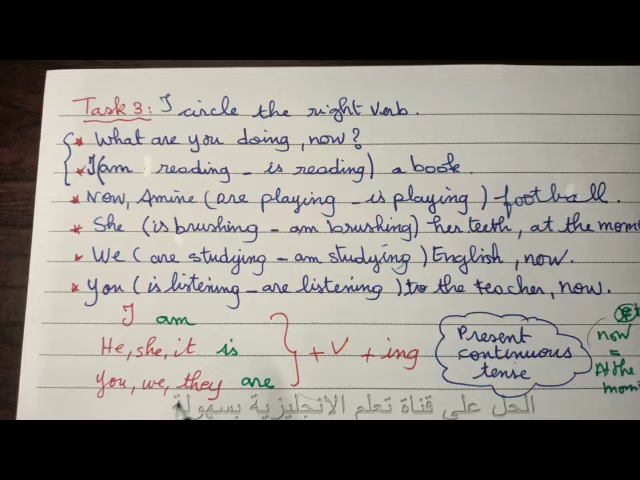 Task 3: I circle the right verb.
* What are you doing, now?
* I (am reading - is reading) a book.
* Now, Amine (are playing - is playing) football.
* She (is brushing - am brushing) her teeth, at the mom
* We (are studying - am studying) English, now.
* You (is listening - are listening) to the teacher, now.
I am
He, she, it is
You, we, they are
+ V + ing
Present
continuous
tense
now
=
At the
mom
الحل على قناة تعلم الانجليزية بسهولة